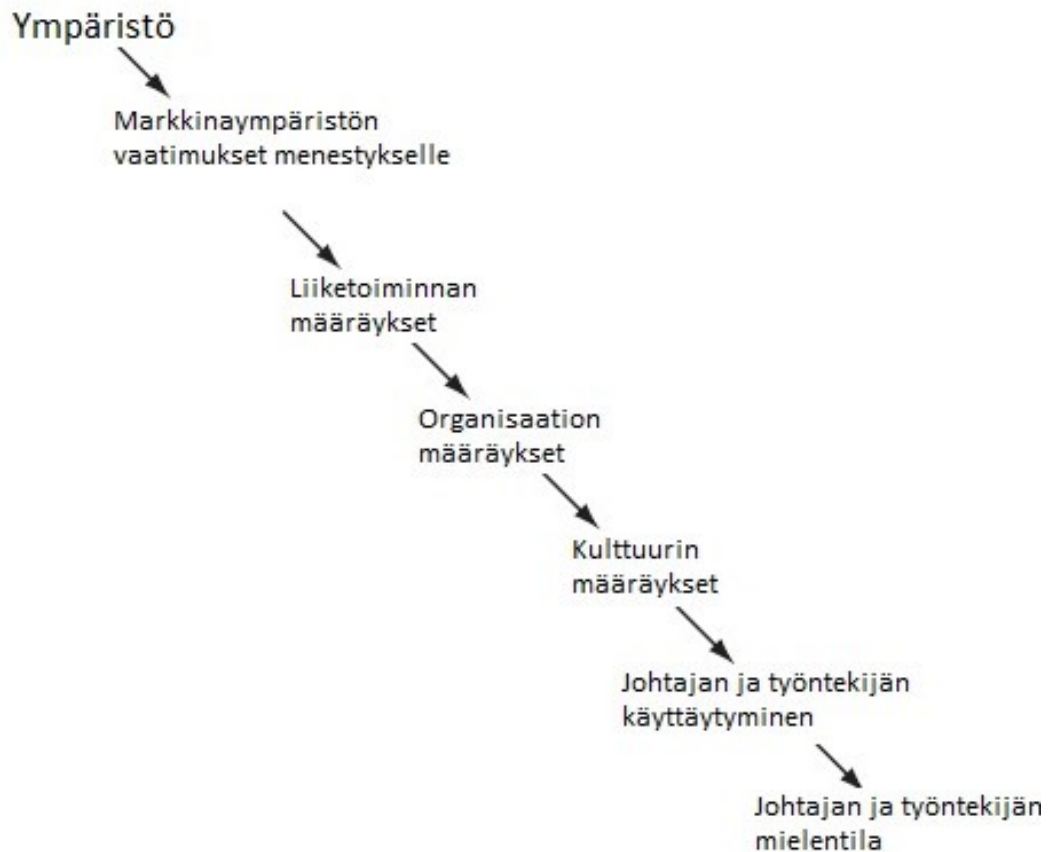 Ympäristö
Markkinaympäristön
vaatimukset menestykselle
Liiketoiminnan
määräykset
Organisaation
määräykset
Kulttuurin
määräykset
Johtajan ja työntekijän
käyttäytyminen
Johtajan ja työntekijän
mielentila